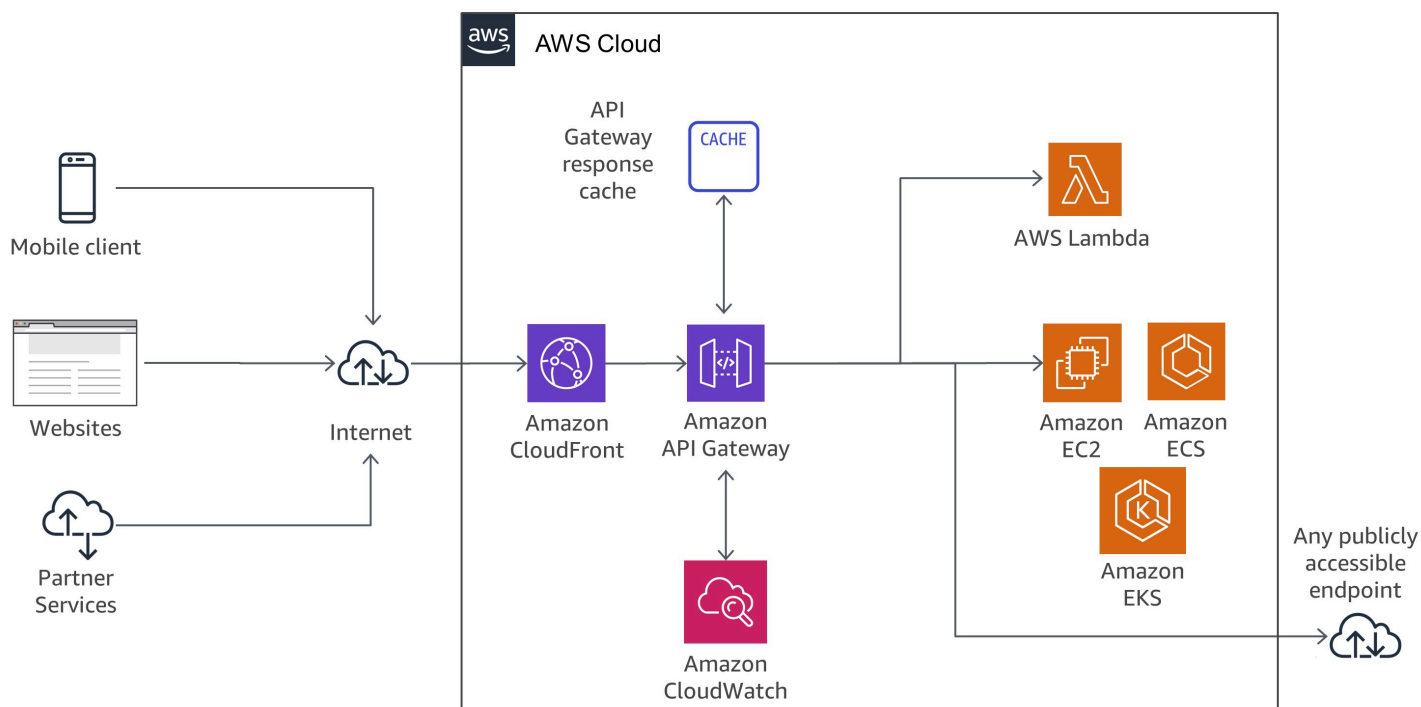 aws
AWS Cloud
API
Gateway
response
cache
CACHE
Mobile client
AWS Lambda
Websites
Internet
Amazon
CloudFront
</>
Amazon
API Gateway
Amazon
EC2
Amazon
ECS
Partner
Services
K
Amazon
EKS
Any publicly
accessible
endpoint
Amazon
CloudWatch